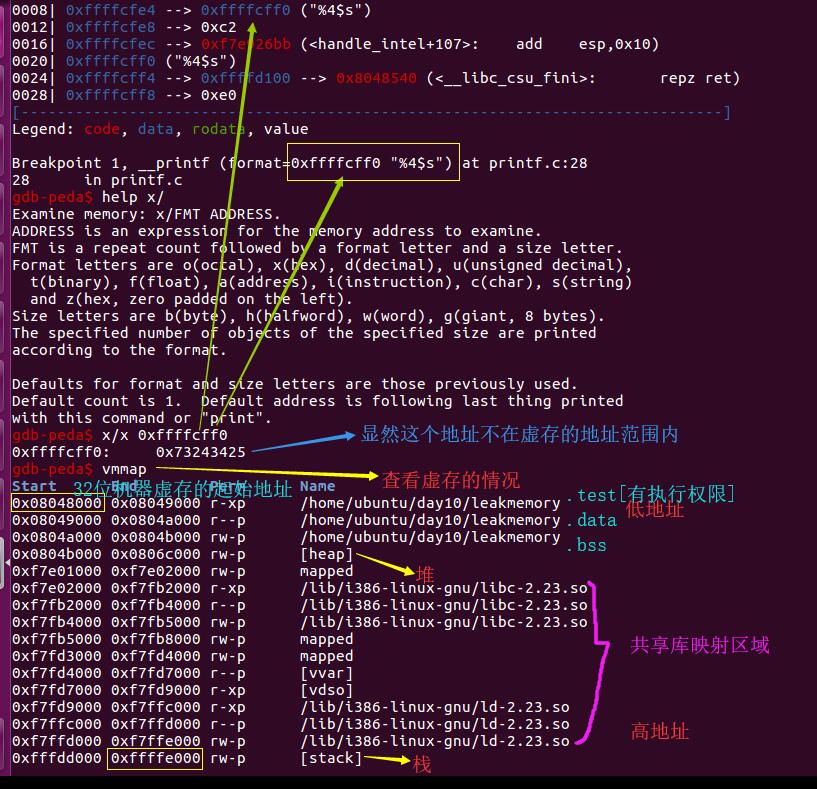 0008| 0xffffcfe4 --> 0xffffcff0 ("%4$s")
0012| 0xffffcfe8 --> 0xc2
0016| 0xffffcfec --> 0xf7e926bb (<handle_intel+107>: add esp,0x10)
0020| 0xffffcff0 ("%4$s")
0024| 0xffffcff4 --> 0xffffd100 --> 0x8048540 (<__libc_csu_fini>: repz ret)
0028| 0xffffcff8 --> 0xe0
[------------------------------------------------------------------------------]
Legend: code, data, rodata, value
Breakpoint 1, __printf (format=0xffffcff0 "%4$s") at printf.c:28
28 in printf.c
gdb-peda$ help x/
Examine memory: x/FMT ADDRESS.
ADDRESS is an expression for the memory address to examine.
FMT is a repeat count followed by a format letter and a size letter.
Format letters are o(octal), x(hex), d(decimal), u(unsigned decimal),
t(binary), f(float), a(address), i(instruction), c(char), s(string)
and z(hex, zero padded on the left).
Size letters are b(byte), h(halfword), w(word), g(giant, 8 bytes).
The specified number of objects of the specified size are printed
according to the format.
Defaults for format and size letters are those previously used.
Default count is 1. Default address is following last thing printed
with this command or "print".
gdb-peda$ x/x 0xffffcff0
显然这个地址不在虚存的地址范围内
0xffffcff0: 0x73243425
gdb-peda$ vmmap
查看虚存的情况
Start End Perm Name
32位机器虚存的起始地址
0x08048000 0x08049000 r-xp /home/ubuntu/day10/leakmemory .test[有执行权限]
低地址
0x08049000 0x0804a000 r--p /home/ubuntu/day10/leakmemory .data
0x0804a000 0x0804b000 rw-p /home/ubuntu/day10/leakmemory .bss
0x0804b000 0x0806c000 rw-p [heap] 堆
0xf7e01000 0xf7e02000 rw-p mapped
0xf7e02000 0xf7fb2000 r-xp /lib/i386-linux-gnu/libc-2.23.so
0xf7fb2000 0xf7fb4000 r--p /lib/i386-linux-gnu/libc-2.23.so
0xf7fb4000 0xf7fb5000 rw-p /lib/i386-linux-gnu/libc-2.23.so
0xf7fb5000 0xf7fb8000 rw-p mapped
共享库映射区域
0xf7fd3000 0xf7fd4000 rw-p mapped
0xf7fd4000 0xf7fd7000 r--p [vvar]
0xf7fd7000 0xf7fd9000 r-xp [vdso]
0xf7fd9000 0xf7ffc000 r-xp /lib/i386-linux-gnu/ld-2.23.so
0xf7ffc000 0xf7ffd000 r--p /lib/i386-linux-gnu/ld-2.23.so
高地址
0xf7ffd000 0xf7ffe000 rw-p /lib/i386-linux-gnu/ld-2.23.so
0xfffdd000 0xffffe000 rw-p [stack] 栈